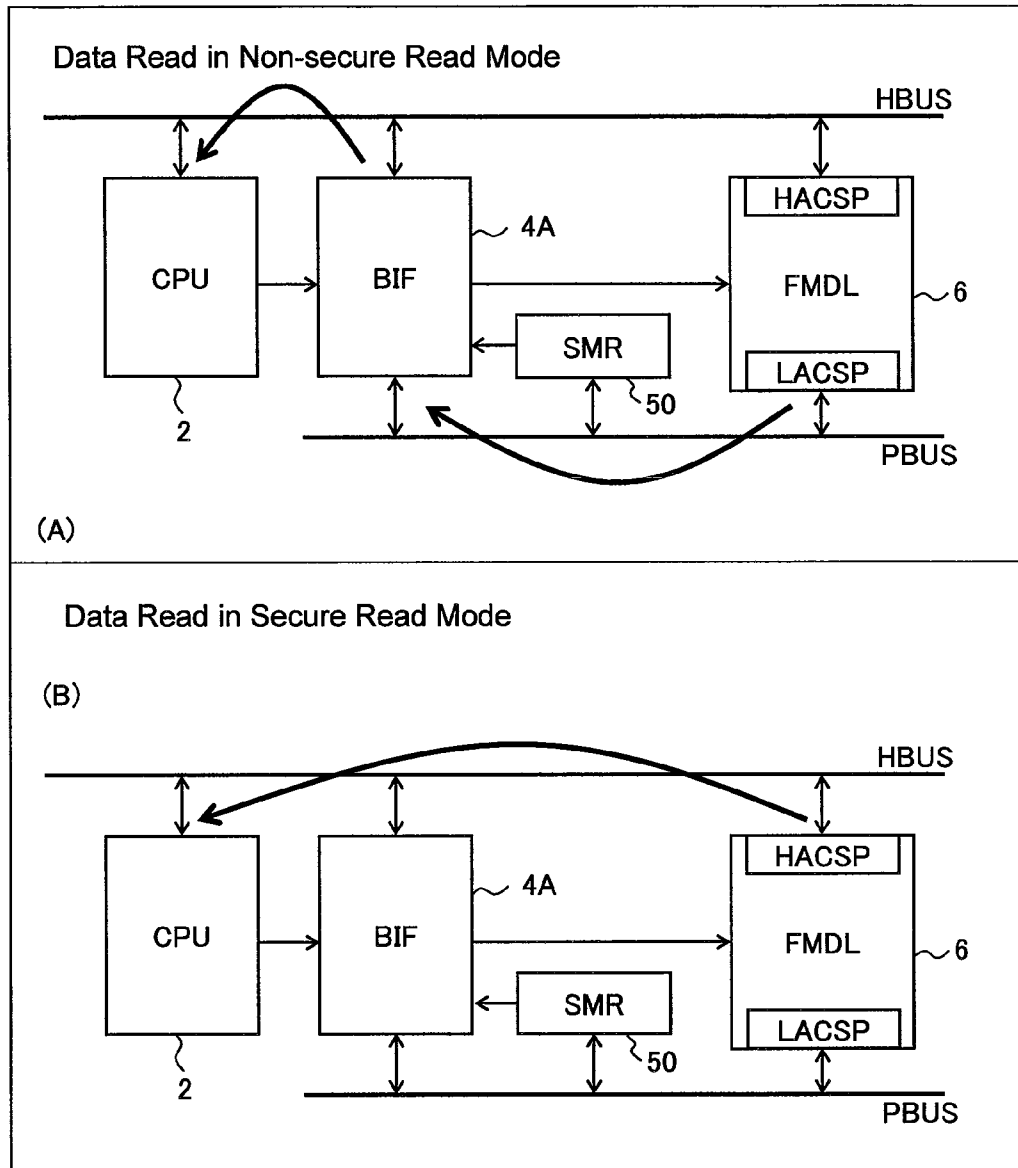 Data Read in Non-secure Read Mode
HBUS
HACSP
4A
CPU
BIF
FMDL
6
SMR
LACSP
2
50
PBUS
(A)
Data Read in Secure Read Mode
(B)
HBUS
HACSP
4A
CPU
BIF
FMDL
6
SMR
LACSP
2
50
PBUS